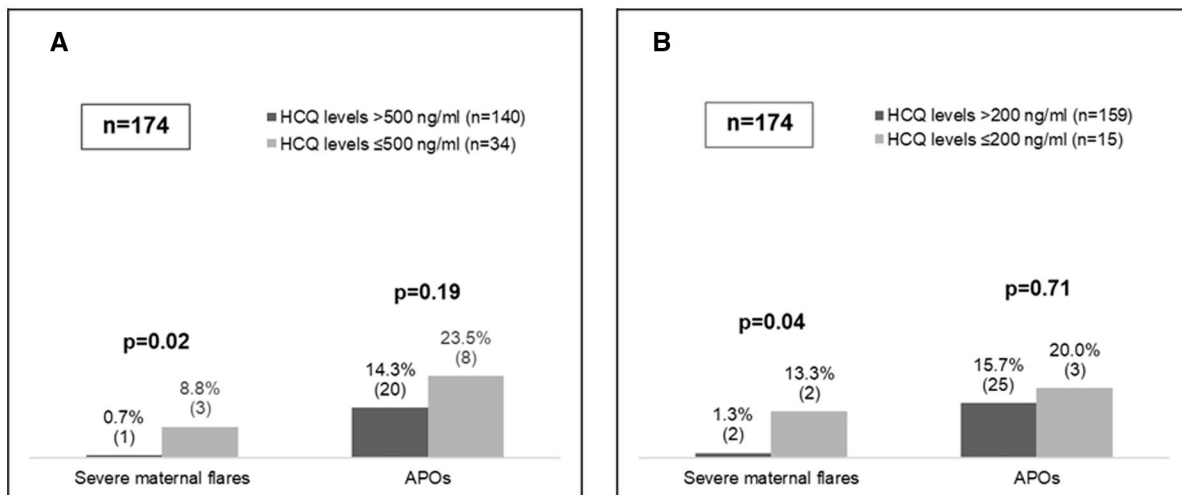 A
n=174
HCQ levels >500 ng/ml (n=140)
HCQ levels ≤500 ng/ml (n=34)
p=0.02
p=0.19
0.7%
(1)
8.8%
(3)
14.3%
(20)
23.5%
(8)
Severe maternal flares
APOs
B
n=174
HCQ levels >200 ng/ml (n=159)
HCQ levels ≤200 ng/ml (n=15)
p=0.04
p=0.71
1.3%
(2)
13.3%
(2)
15.7%
(25)
20.0%
(3)
Severe maternal flares
APOs